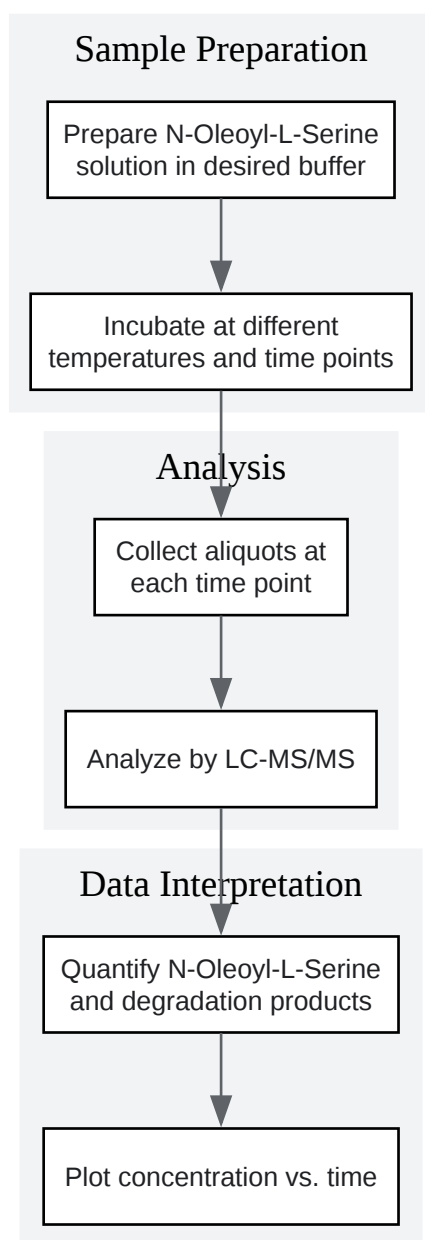 Sample Preparation
Prepare N-Oleoyl-L-Serine
solution in desired buffer
Incubate at different
temperatures and time points
Analysis
Collect aliquots at
each time point
Analyze by LC-MS/MS
Data Interpretation
Quantify N-Oleoyl-L-Serine
and degradation products
Plot concentration vs. time